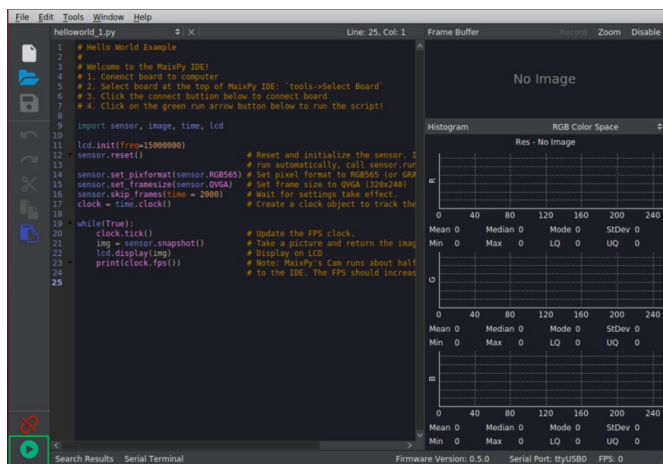 File Edit Tools Window Help
helloworld_1.py Line: 25, Col: 1
Frame Buffer Record Zoom Disable
1 # Hello World Example
2 #
3 # Welcome to the MaixPy IDE!
4 # 1. Conenct board to computer
5 # 2. Select board at the top of MaixPy IDE: `tools->Select Board`
6 # 3. Click the connect buttion below to connect board
7 # 4. Click on the green run arrow button below to run the script!
8
9 import sensor, image, time, lcd
10
11 lcd.init(freq=15000000)
12 sensor.reset() # Reset and initialize the sensor. I
13 # run automatically, call sensor.run
14 sensor.set_pixformat(sensor.RGB565) # Set pixel format to RGB565 (or GRA
15 sensor.set_framesize(sensor.QVGA) # Set frame size to QVGA (320x240)
16 sensor.skip_frames(time = 2000) # Wait for settings take effect.
17 clock = time.clock() # Create a clock object to track the
18
19 while(True):
20 clock.tick() # Update the FPS clock.
21 img = sensor.snapshot() # Take a picture and return the imag
22 lcd.display(img) # Display on LCD
23 print(clock.fps()) # Note: MaixPy's Cam runs about half
24 # to the IDE. The FPS should increas
25
No Image
Histogram RGB Color Space
Res - No Image
R
0 40 80 120 160 200 240
Mean 0 Median 0 Mode 0 StDev 0
Min 0 Max 0 LQ 0 UQ 0
G
0 40 80 120 160 200 240
Mean 0 Median 0 Mode 0 StDev 0
Min 0 Max 0 LQ 0 UQ 0
B
0 40 80 120 160 200 240
Mean 0 Median 0 Mode 0 StDev 0
Min 0 Max 0 LQ 0 UQ 0
Search Results Serial Terminal Firmware Version: 0.5.0 Serial Port: ttyUSB0 FPS: 0